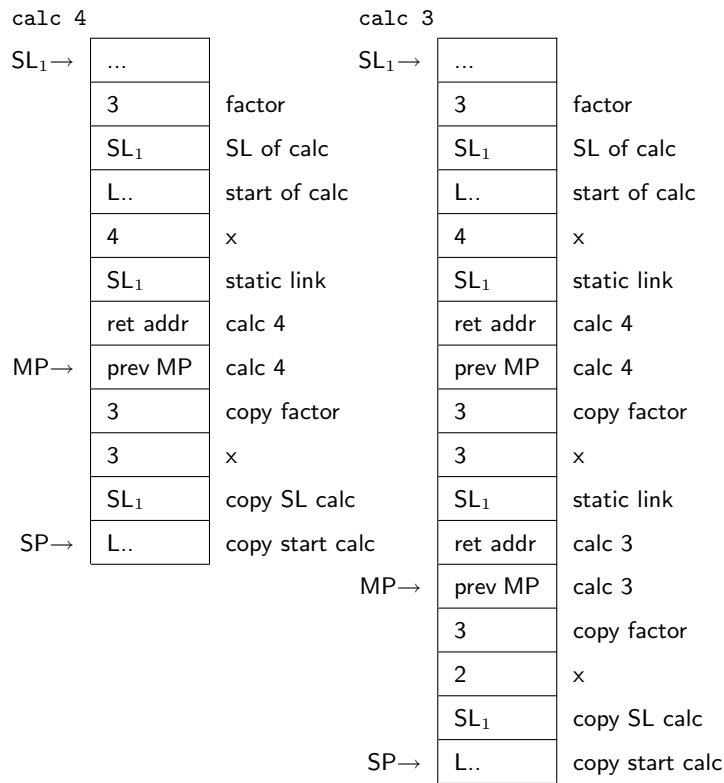 calc 4
SL₁→ ...
3 factor
SL₁ SL of calc
L.. start of calc
4 x
SL₁ static link
ret addr calc 4
MP→ prev MP calc 4
3 copy factor
3 x
SL₁ copy SL calc
SP→ L.. copy start calc
calc 3
SL₁→ ...
3 factor
SL₁ SL of calc
L.. start of calc
4 x
SL₁ static link
ret addr calc 4
prev MP calc 4
3 copy factor
3 x
SL₁ static link
ret addr calc 3
MP→ prev MP calc 3
3 copy factor
2 x
SL₁ copy SL calc
SP→ L.. copy start calc